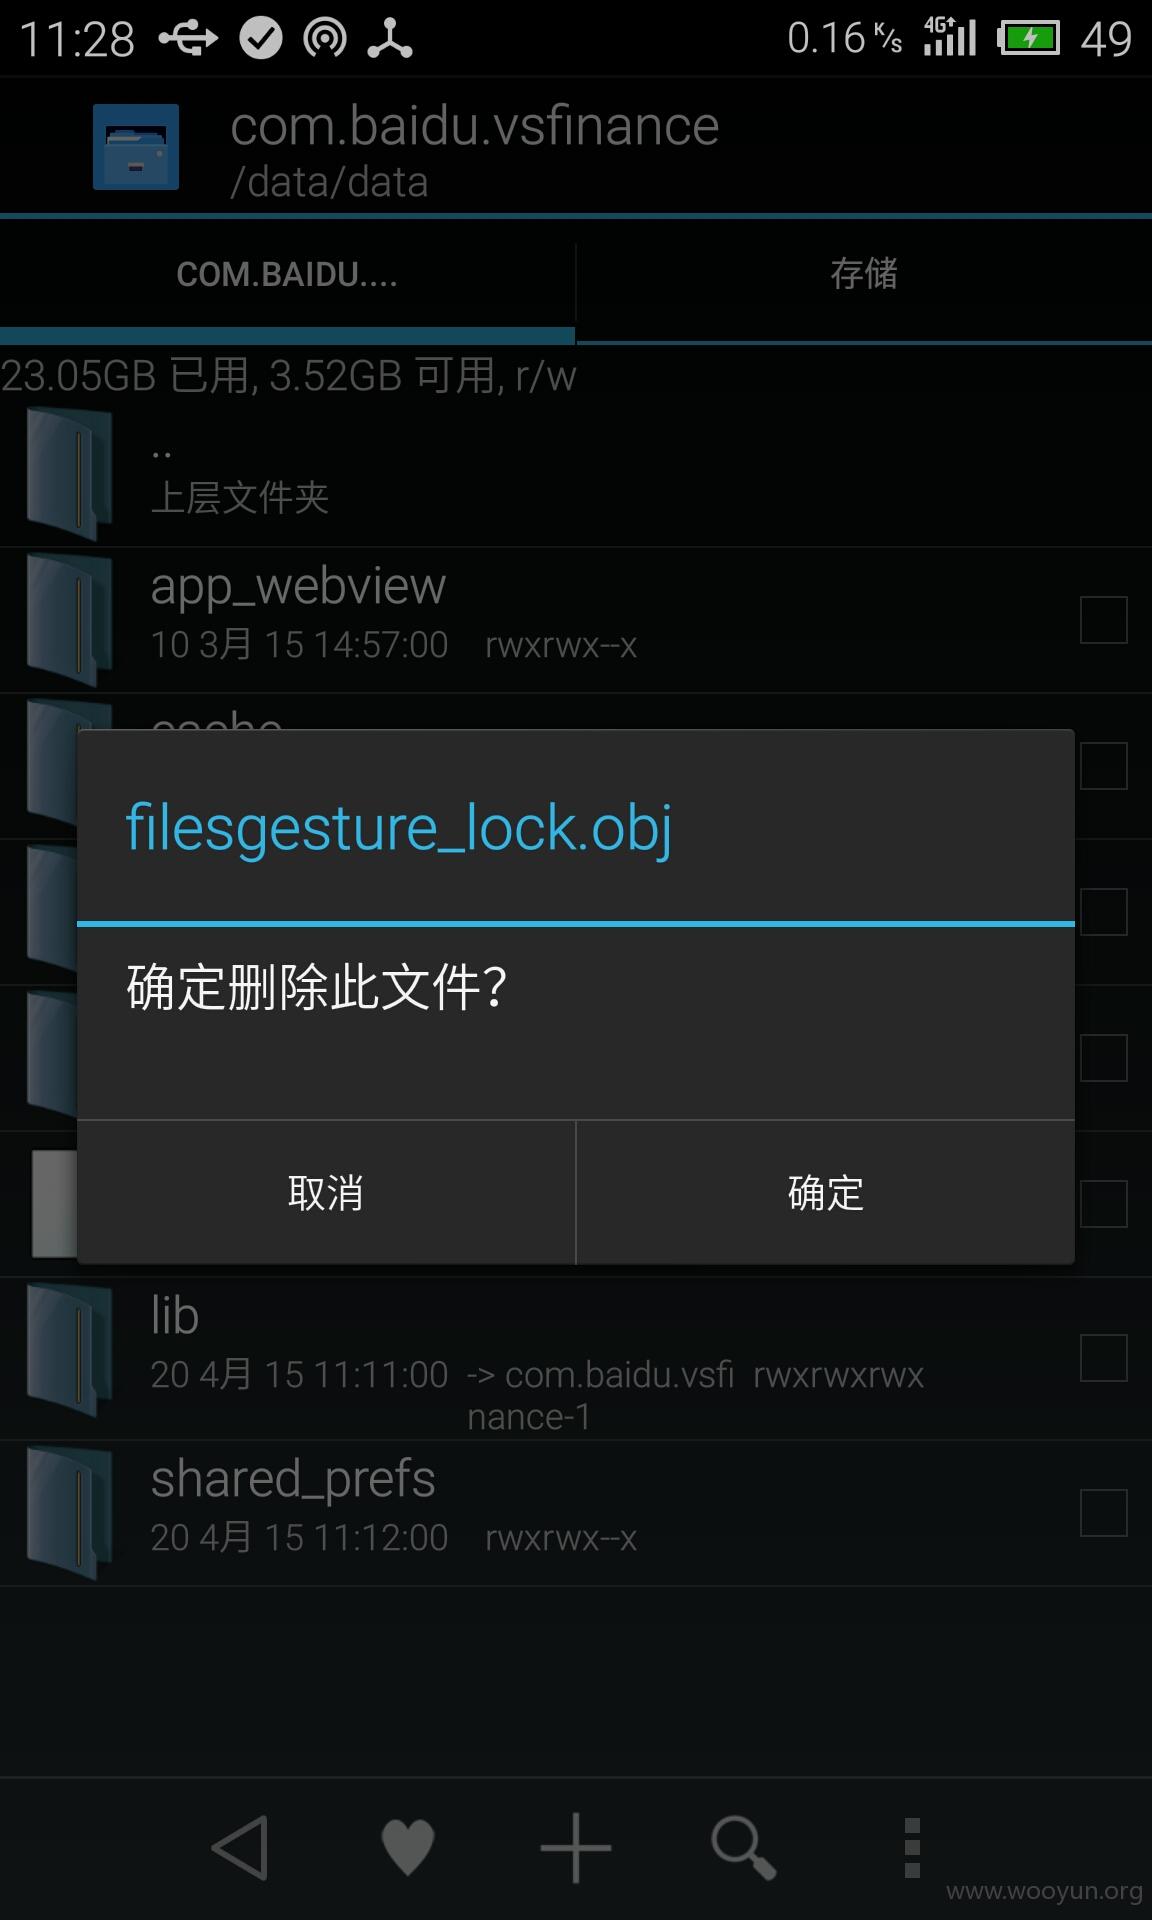 11:28
0.16 K/s 4G 49
com.baidu.vsfinance
/data/data
COM.BAIDU....
存储
23.05GB 已用, 3.52GB 可用, r/w
..
上层文件夹
app_webview
10 3月 15 14:57:00 rwxrwx--x
cache
filesgesture_lock.obj
确定删除此文件?
取消
确定
lib
20 4月 15 11:11:00 -> com.baidu.vsfi rwxrwxrwx
nance-1
shared_prefs
20 4月 15 11:12:00 rwxrwx--x
www.wooyun.org